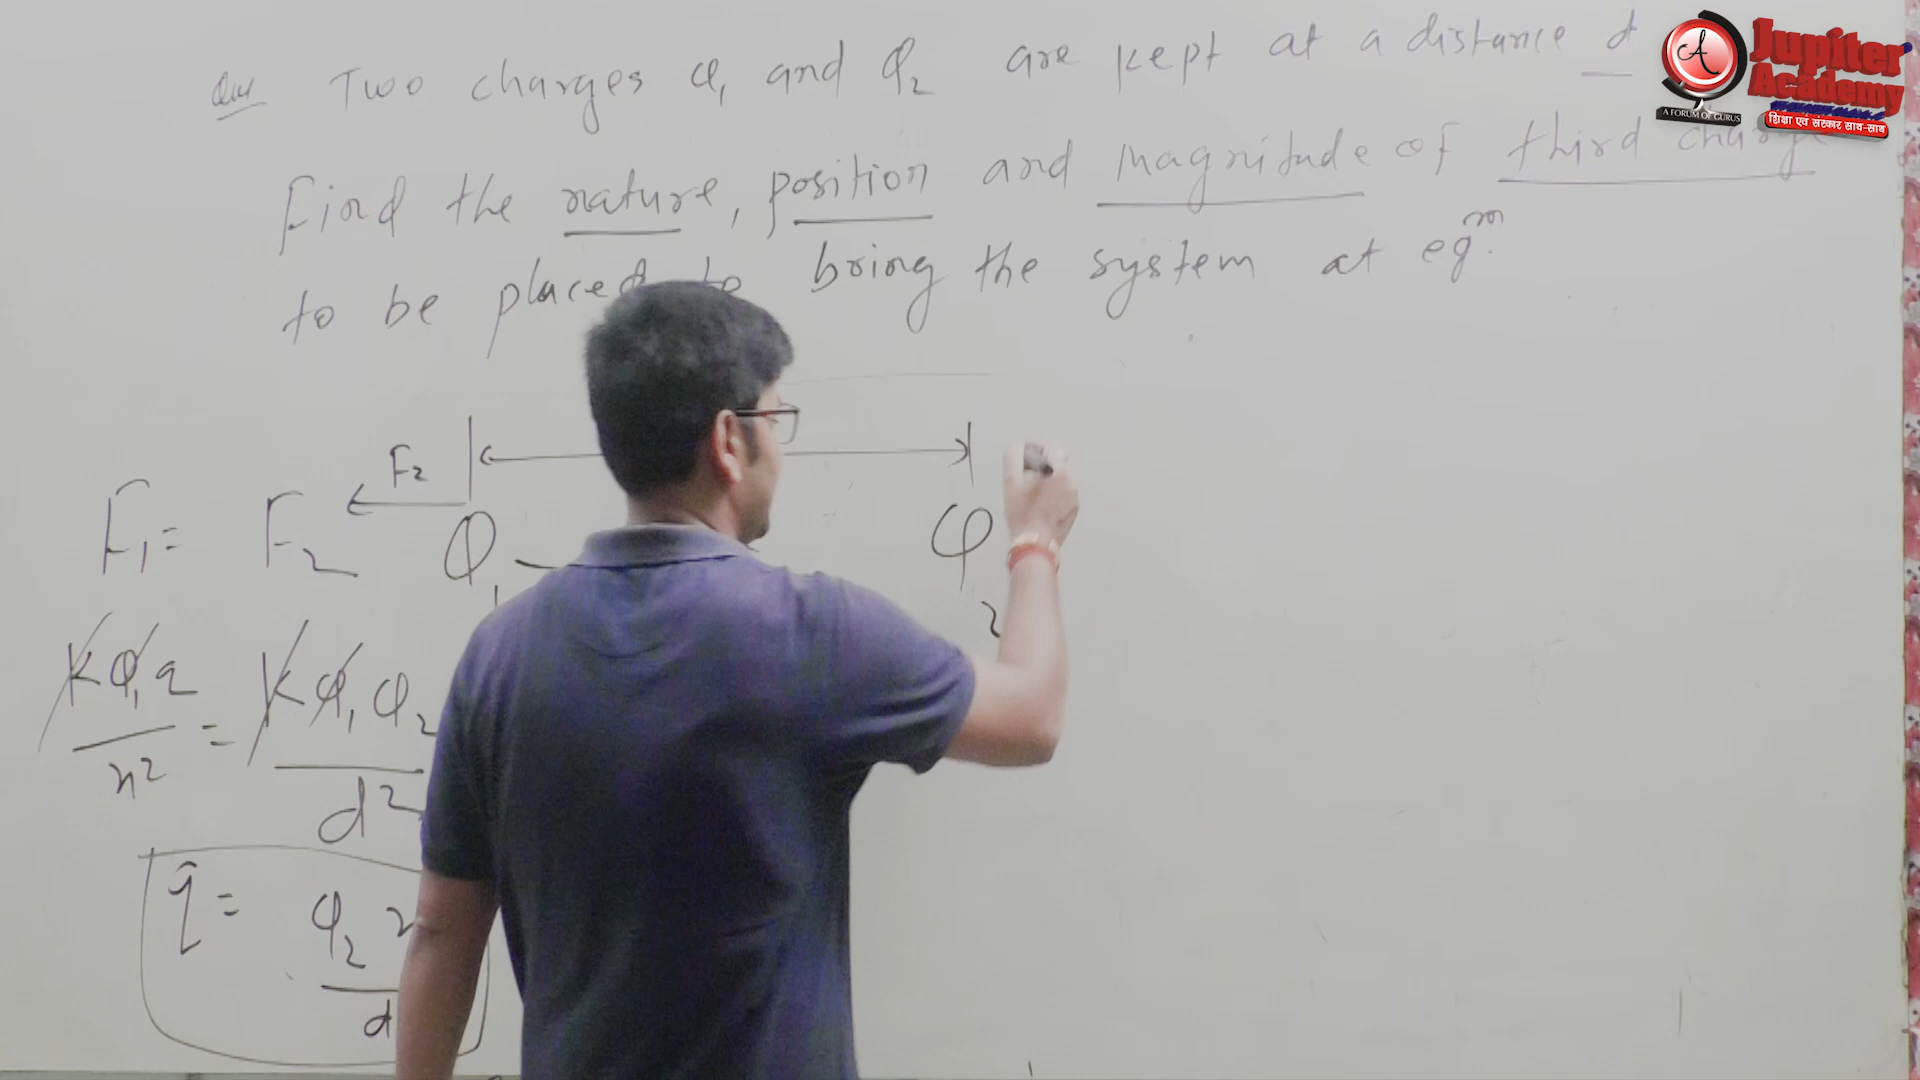 Que Two charges Q1 and Q2 are kept at a distance d
Find the nature, position and magnitude of third charge
to be placed to bring the system at eqm.
Jupiter
Academy
A FORUM OF GURUS
शिक्षा एवं संस्कार साथ-साथ
F2
F1 = F2
Q1
Q2
KQ1q/x² = KQ1Q2/d²
q = Q2 x
d